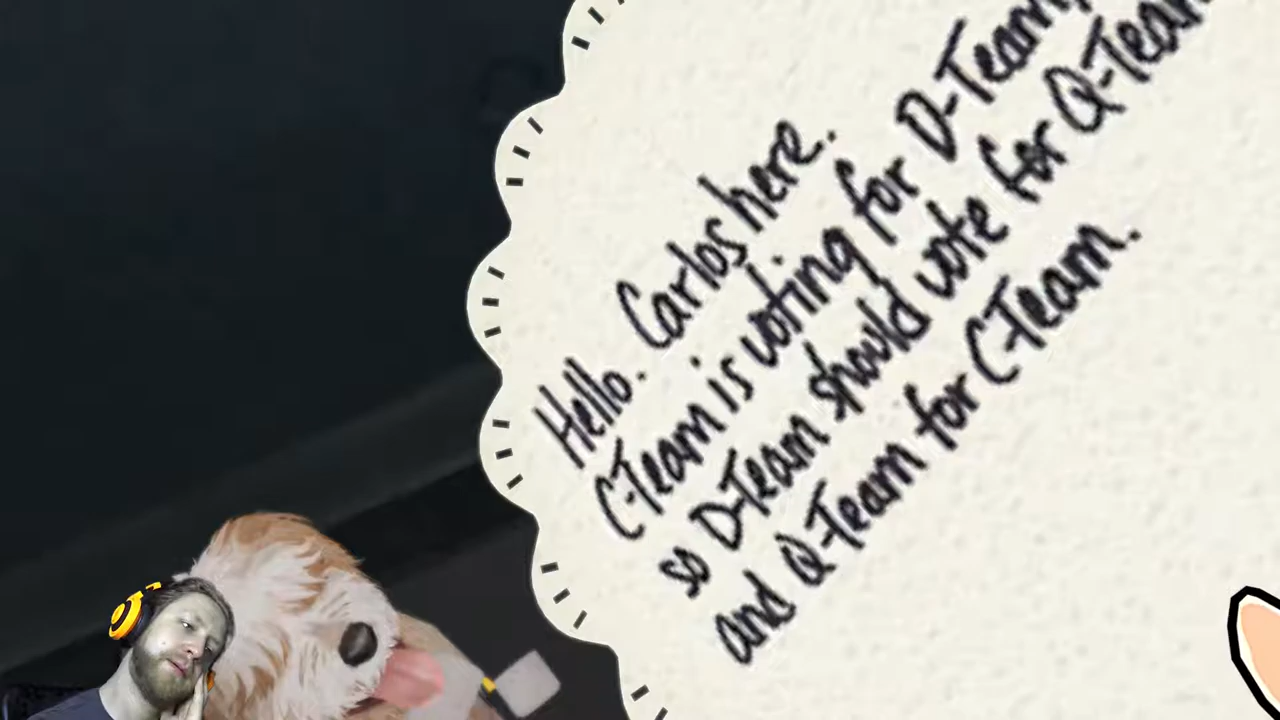 Hello. Carlos here.
C-Team is voting for D-Team,
so D-Team should vote for Q-Team
and Q-Team for C-Team.